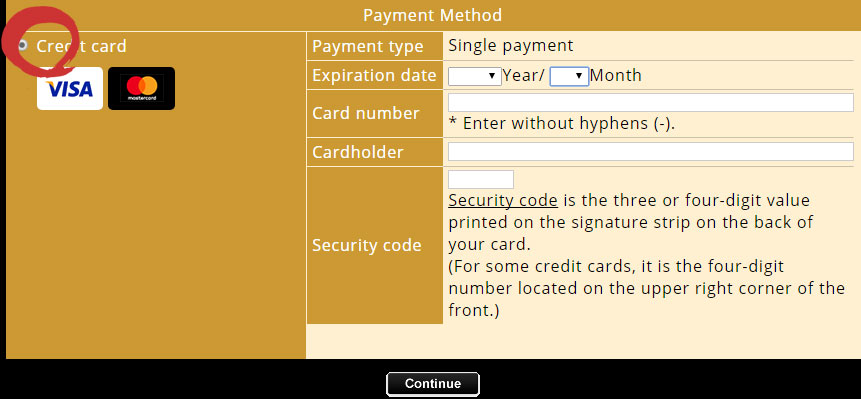 Payment Method
Credit card
VISA
mastercard
Payment type
Single payment
Expiration date
Year/
Month
Card number
* Enter without hyphens (-).
Cardholder
Security code
Security code is the three or four-digit value
printed on the signature strip on the back of
your card.
(For some credit cards, it is the four-digit
number located on the upper right corner of the
front.)
Continue